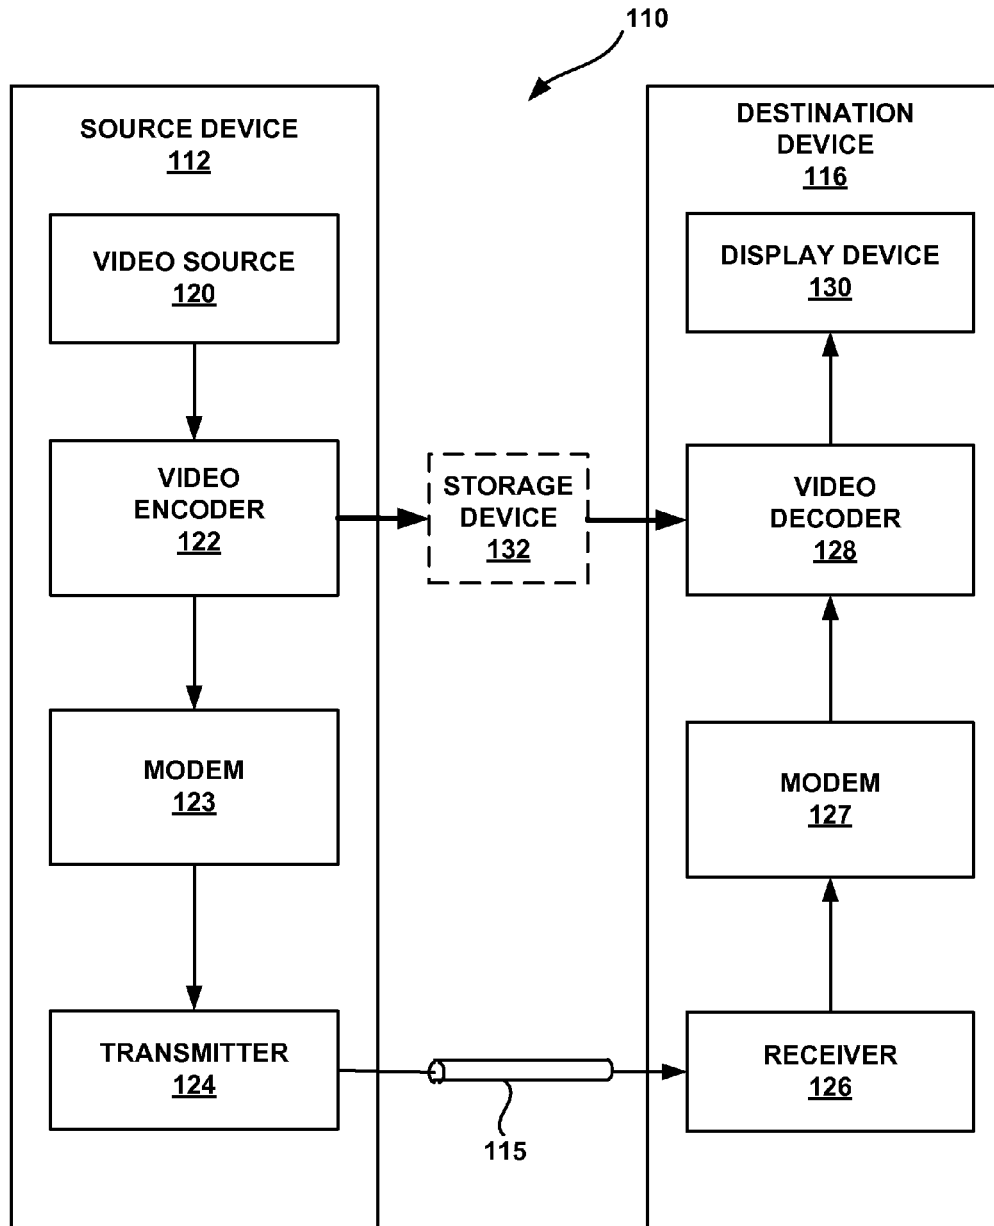 110
SOURCE DEVICE
112
VIDEO SOURCE
120
VIDEO
ENCODER
122
MODEM
123
TRANSMITTER
124
STORAGE
DEVICE
132
115
DESTINATION
DEVICE
116
DISPLAY DEVICE
130
VIDEO
DECODER
128
MODEM
127
RECEIVER
126